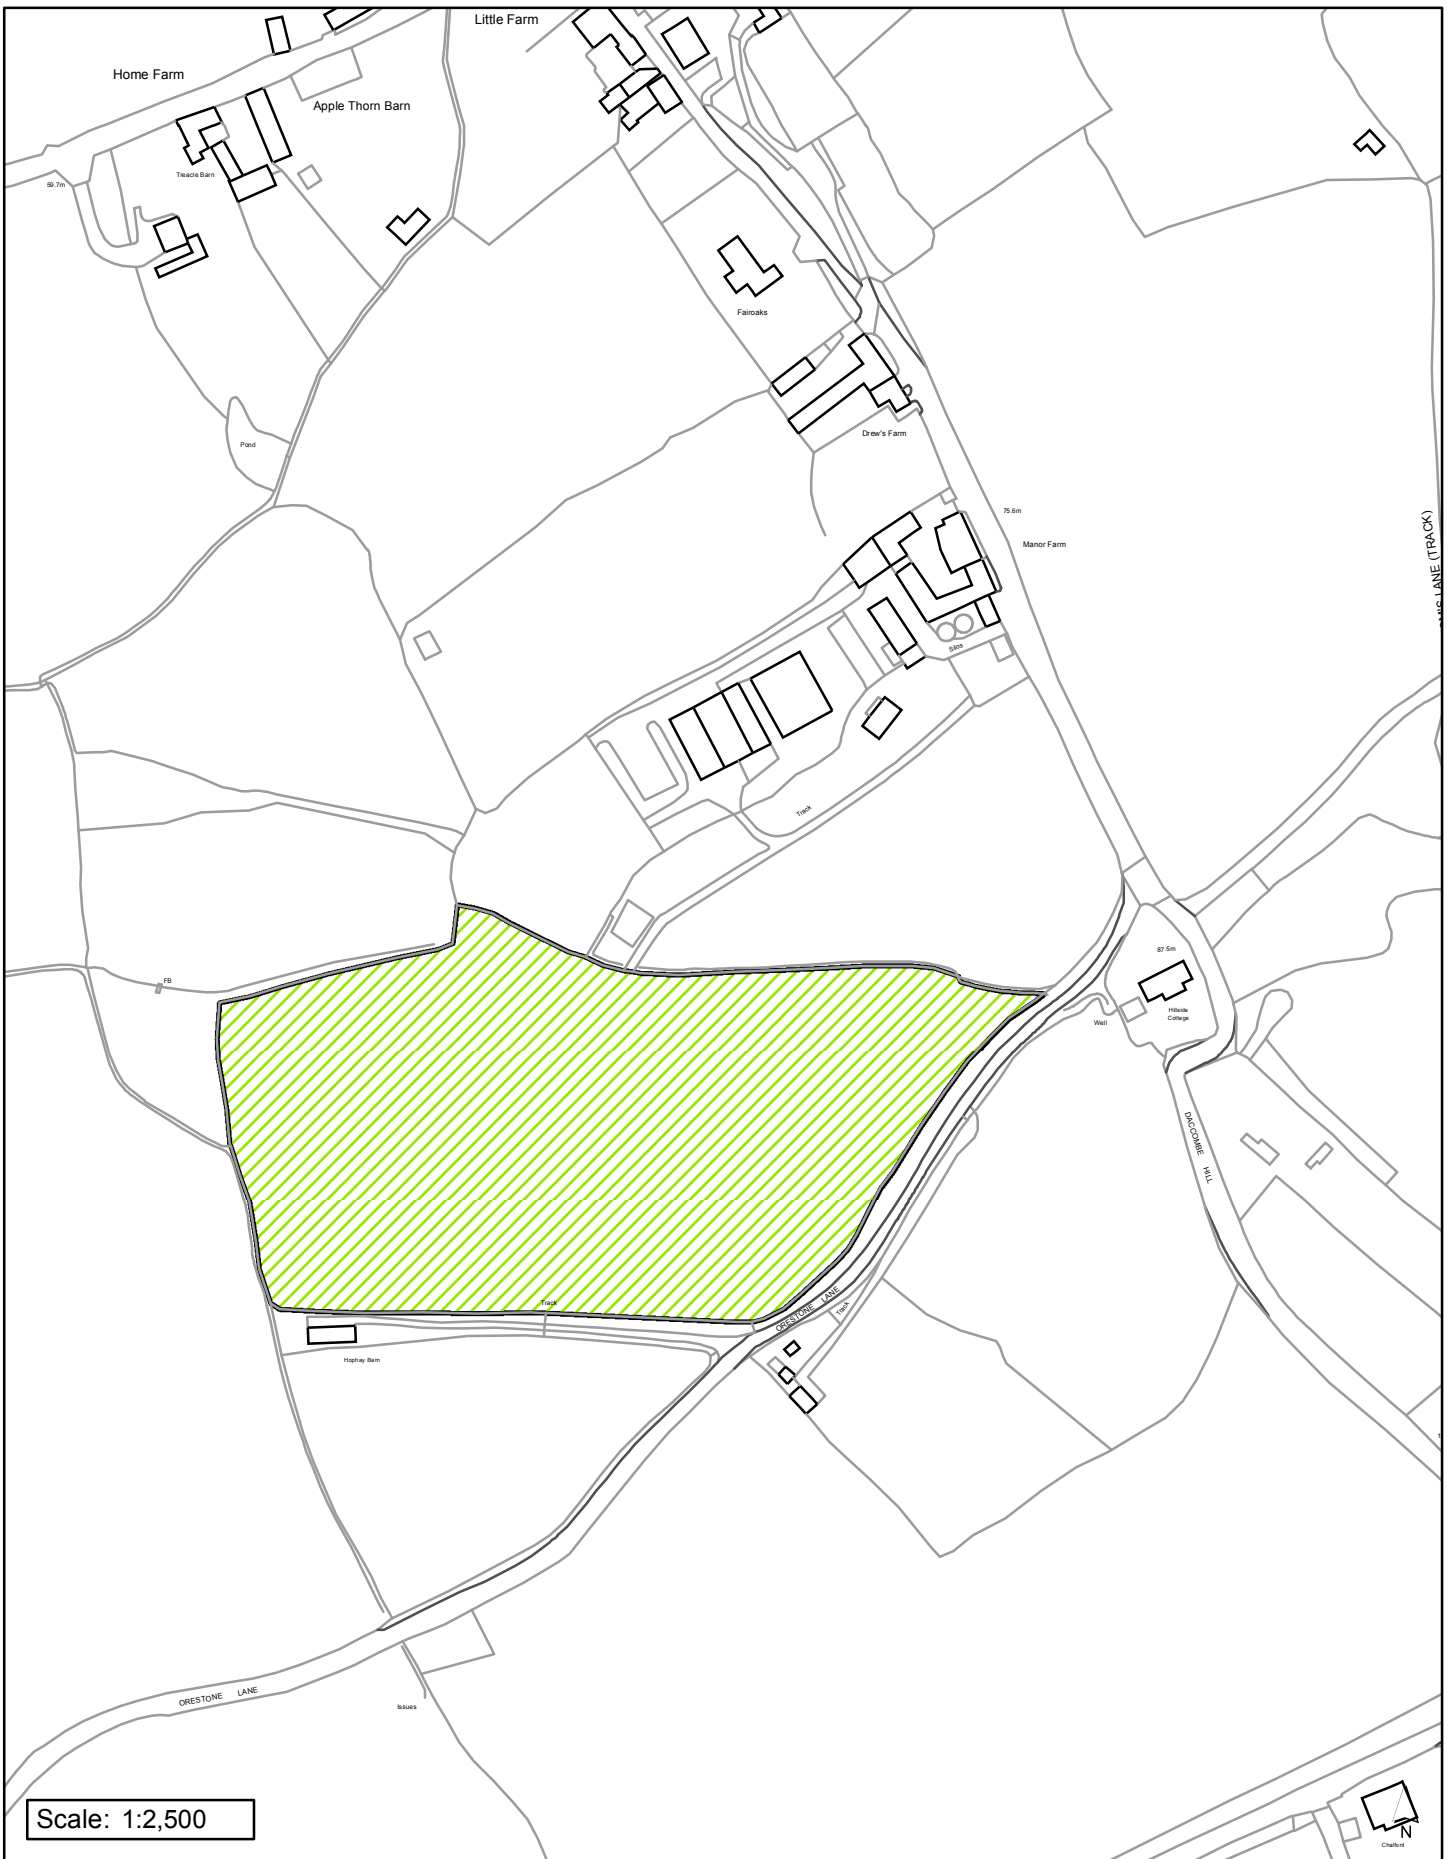 Little Farm
Home Farm
Apple Thorn Barn
Treacle Barn
59.7m
Fairoaks
Drew's Farm
Pond
75.6m
Manor Farm
LANE (TRACK)
Silos
Track
87.5m
FB
Hillside
Cottage
Well
DACCOMBE HILL
Track
ORESTONE LANE
Track
Hophay Barn
ORESTONE LANE
Issues
Scale: 1:2,500
N
Chalfont